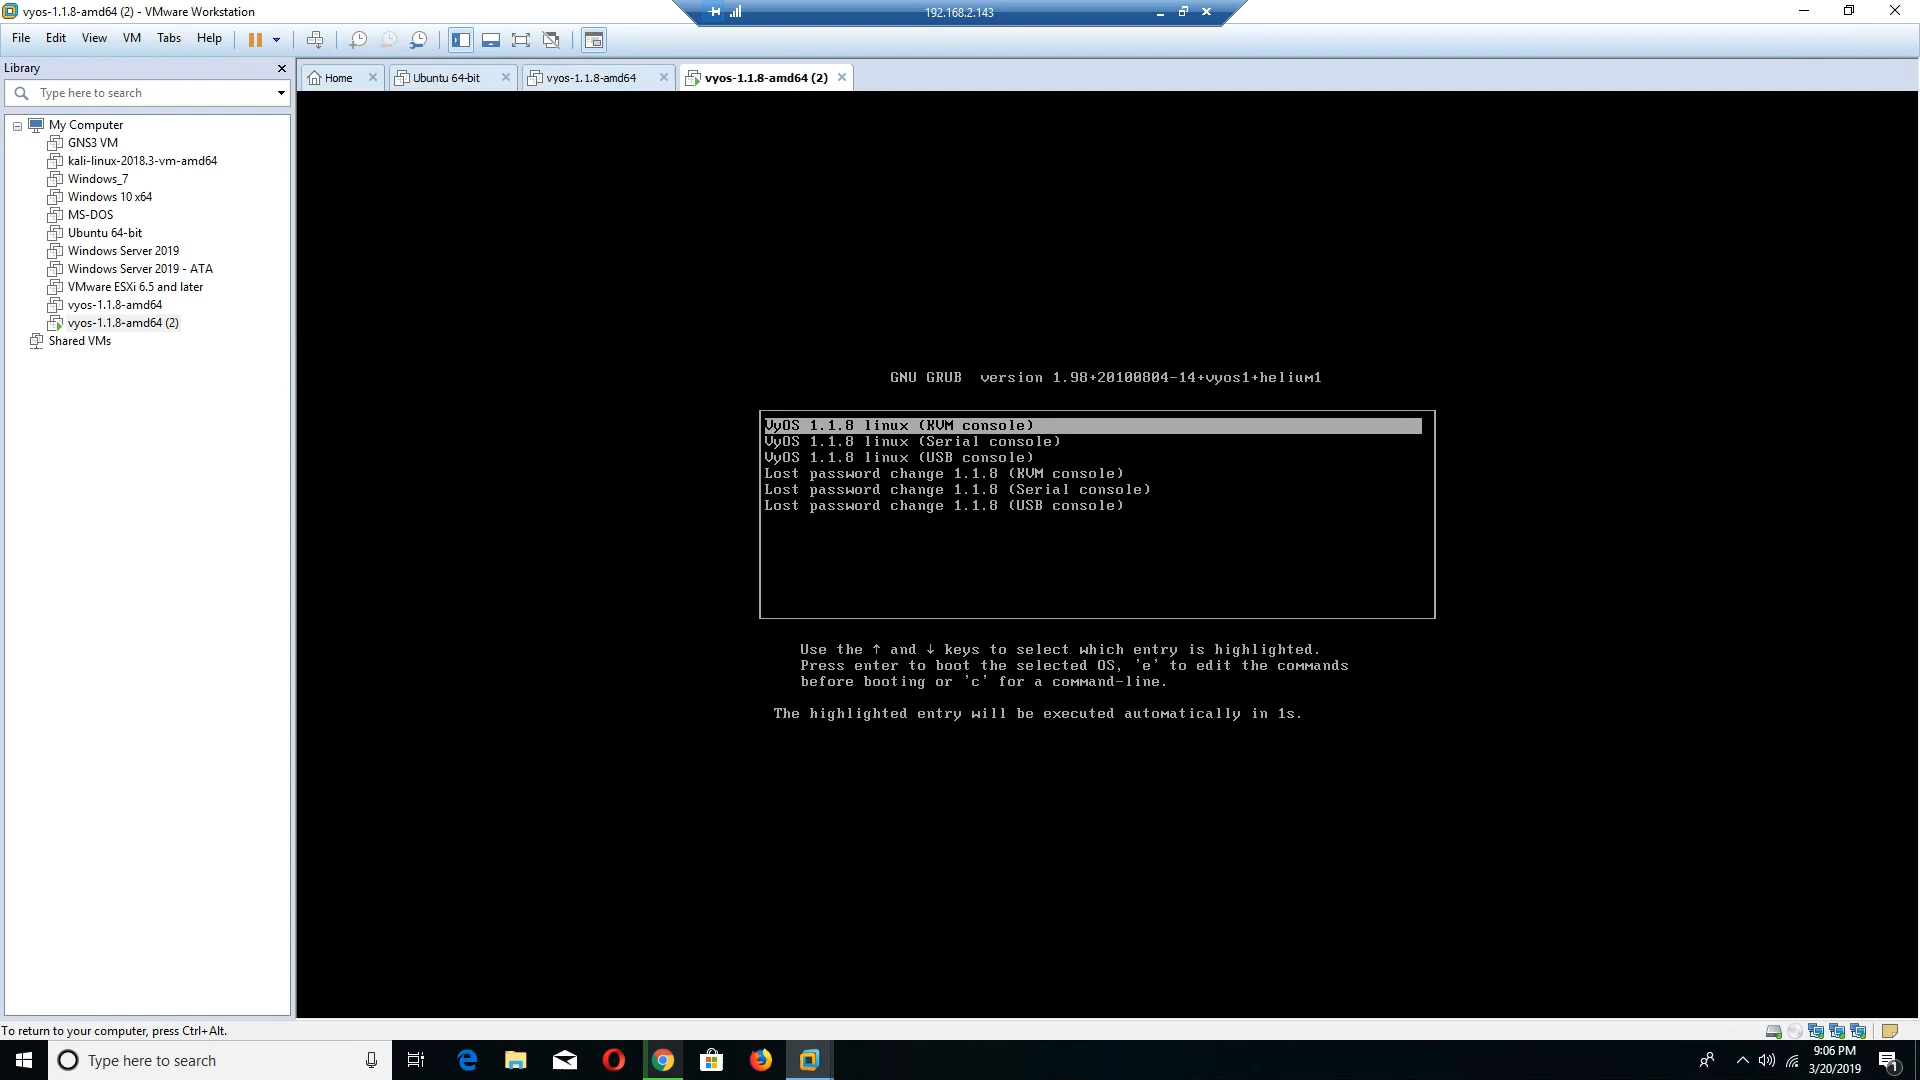 vyos-1.1.8-amd64 (2) - VMware Workstation
192.168.2.143
File Edit View VM Tabs Help
Library
Type here to search
My Computer
GNS3 VM
kali-linux-2018.3-vm-amd64
Windows_7
Windows 10 x64
MS-DOS
Ubuntu 64-bit
Windows Server 2019
Windows Server 2019 - ATA
VMware ESXi 6.5 and later
vyos-1.1.8-amd64
vyos-1.1.8-amd64 (2)
Shared VMs
Home Ubuntu 64-bit vyos-1.1.8-amd64 vyos-1.1.8-amd64 (2)
GNU GRUB version 1.98+20100804-14+vyos1+helium1
VyOS 1.1.8 linux (KVM console)
VyOS 1.1.8 linux (Serial console)
VyOS 1.1.8 linux (USB console)
Lost password change 1.1.8 (KVM console)
Lost password change 1.1.8 (Serial console)
Lost password change 1.1.8 (USB console)
Use the ↑ and ↓ keys to select which entry is highlighted.
Press enter to boot the selected OS, 'e' to edit the commands
before booting or 'c' for a command-line.
The highlighted entry will be executed automatically in 1s.
To return to your computer, press Ctrl+Alt.
Type here to search
9:06 PM
3/20/2019
1